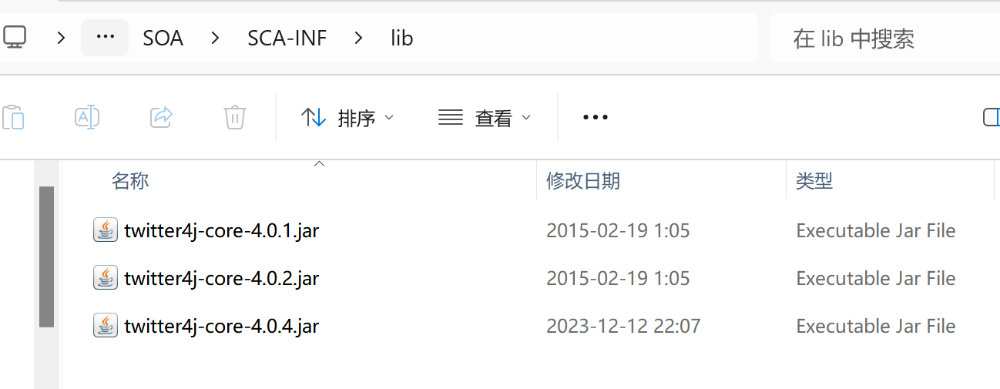 … SOA SCA-INF lib 在 lib 中搜索
排序 查看
名称 修改日期 类型
twitter4j-core-4.0.1.jar 2015-02-19 1:05 Executable Jar File
twitter4j-core-4.0.2.jar 2015-02-19 1:05 Executable Jar File
twitter4j-core-4.0.4.jar 2023-12-12 22:07 Executable Jar File